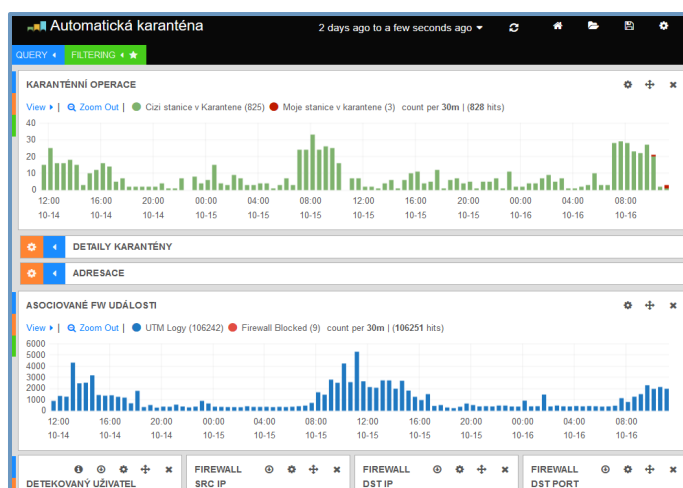 Automatická karanténa 2 days ago to a few seconds ago
QUERY FILTERING
KARANTÉNNÍ OPERACE
View | Zoom Out | Cizi stanice v Karantene (825) Moje stanice v karantene (3) count per 30m | (828 hits)
40
30
20
10
0
12:00 16:00 20:00 00:00 04:00 08:00 12:00 16:00 20:00 00:00 04:00 08:00
10-14 10-14 10-14 10-15 10-15 10-15 10-15 10-15 10-15 10-16 10-16 10-16
DETAILY KARANTÉNY
ADRESACE
ASOCIOVANÉ FW UDÁLOSTI
View | Zoom Out | UTM Logy (106242) Firewall Blocked (9) count per 30m | (106251 hits)
6000
5000
4000
3000
2000
1000
0
12:00 16:00 20:00 00:00 04:00 08:00 12:00 16:00 20:00 00:00 04:00 08:00
10-14 10-14 10-14 10-15 10-15 10-15 10-15 10-15 10-15 10-16 10-16 10-16
DETEKOVANÝ UŽIVATEL
FIREWALL
SRC IP
FIREWALL
DST IP
FIREWALL
DST PORT